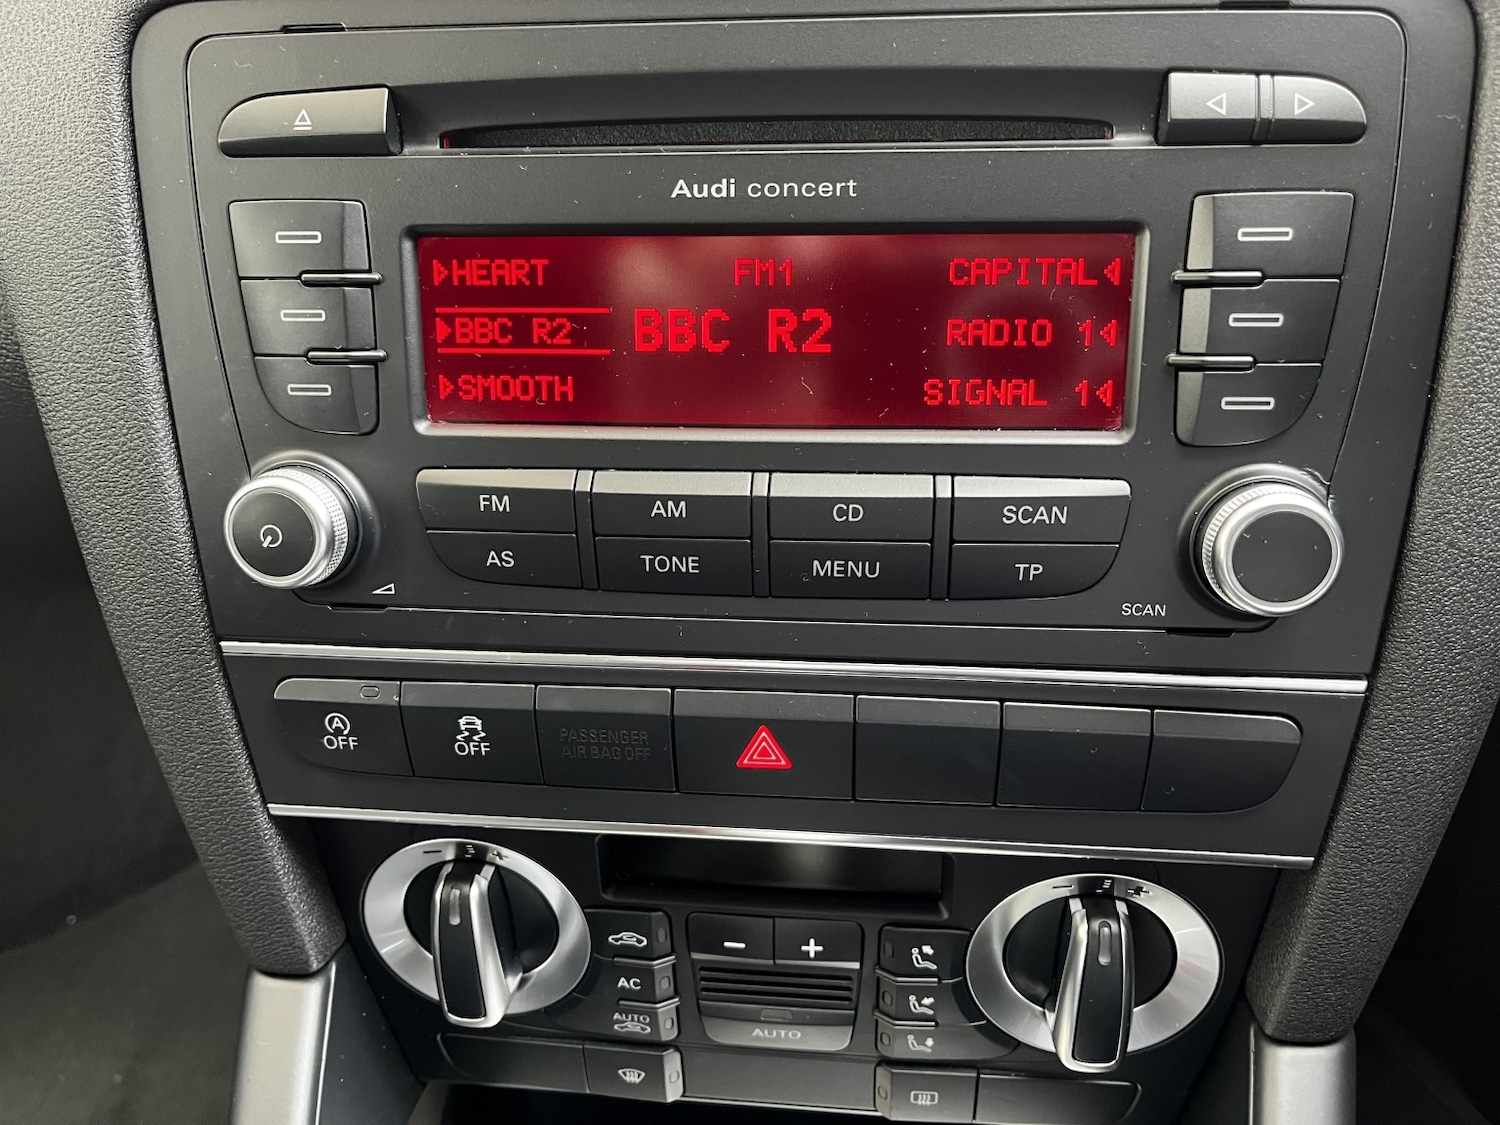 Audi concert
HEART FM1 CAPITAL
BBC R2 BBC R2 RADIO 1
SMOOTH SIGNAL 1
FM AM CD SCAN
AS TONE MENU TP
SCAN
A
OFF OFF PASSENGER
AIR BAG OFF
- +
- +
- +
AC
AUTO
AUTO